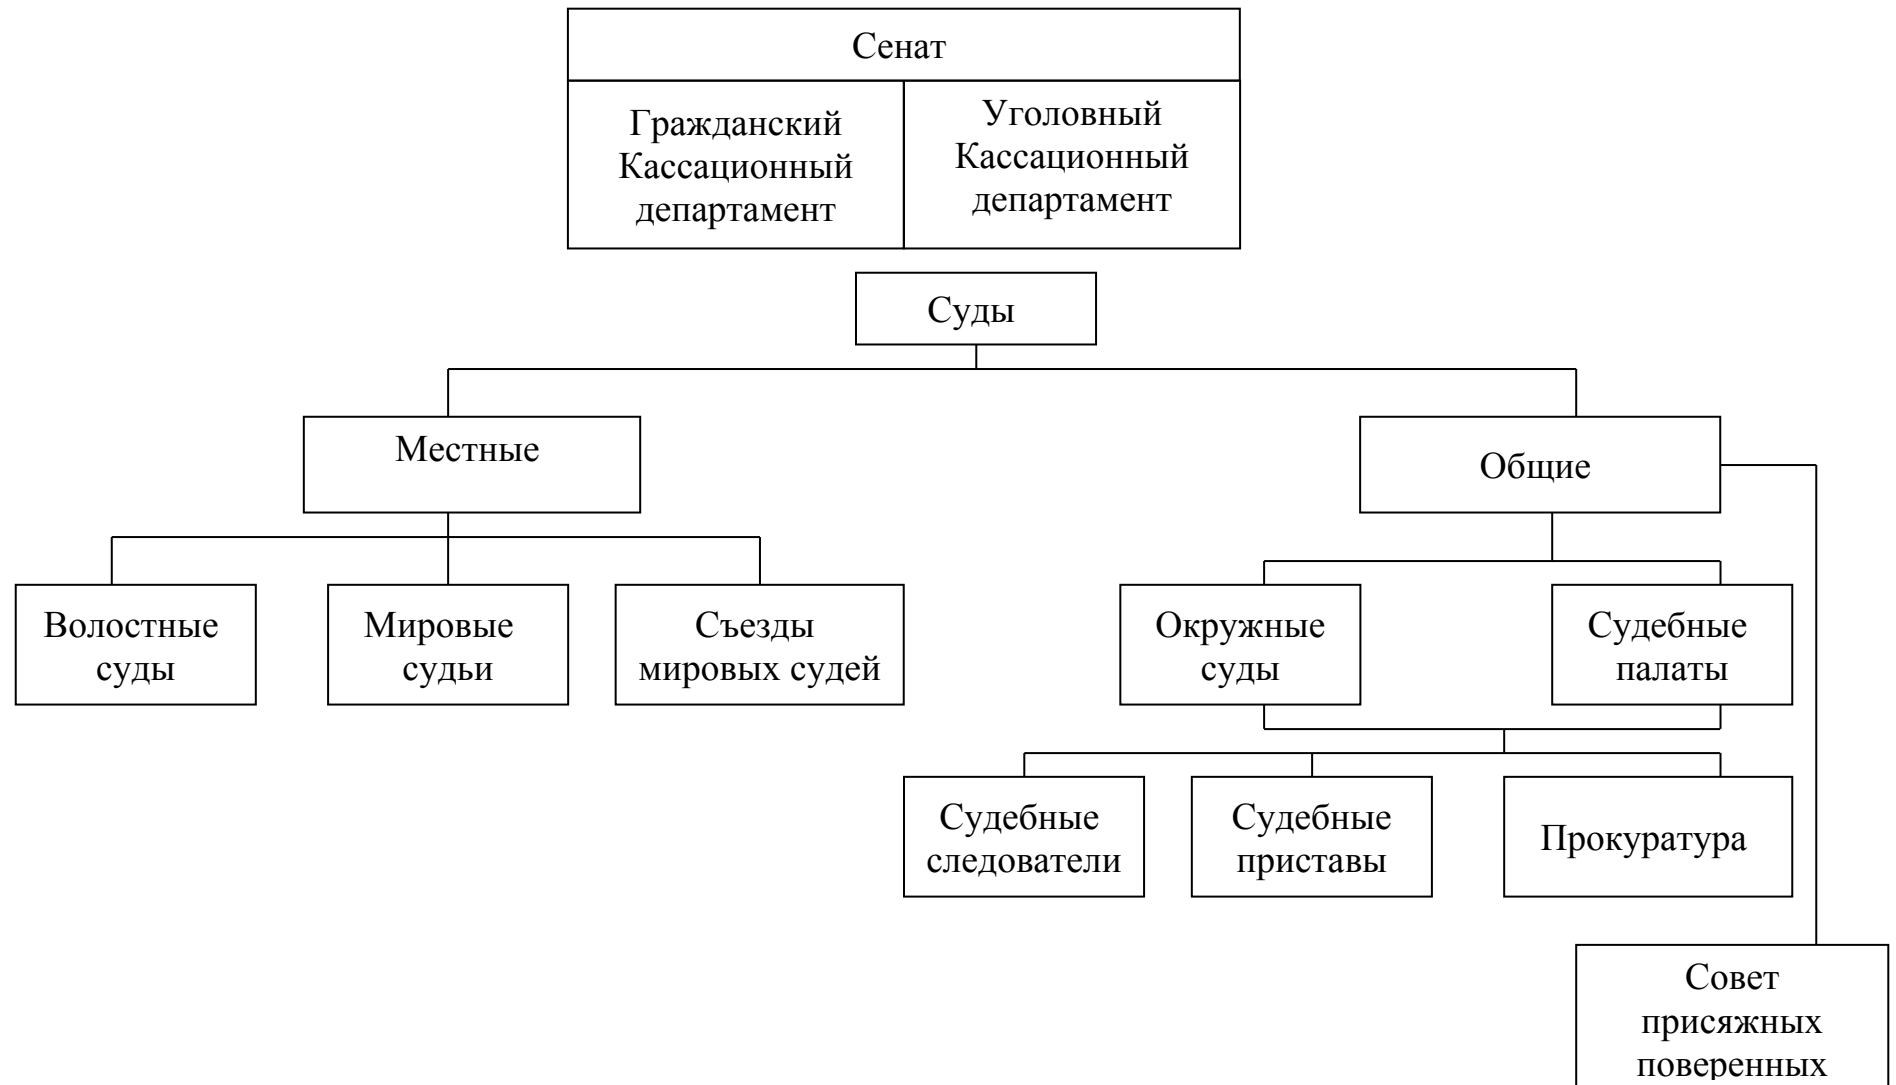 Сенат
Гражданский
Кассационный
департамент
Уголовный
Кассационный
департамент
Суды
Местные
Общие
Волостные
суды
Мировые
судьи
Съезды
мировых судей
Окружные
суды
Судебные
палаты
Судебные
следователи
Судебные
приставы
Прокуратура
Совет
присяжных
поверенных